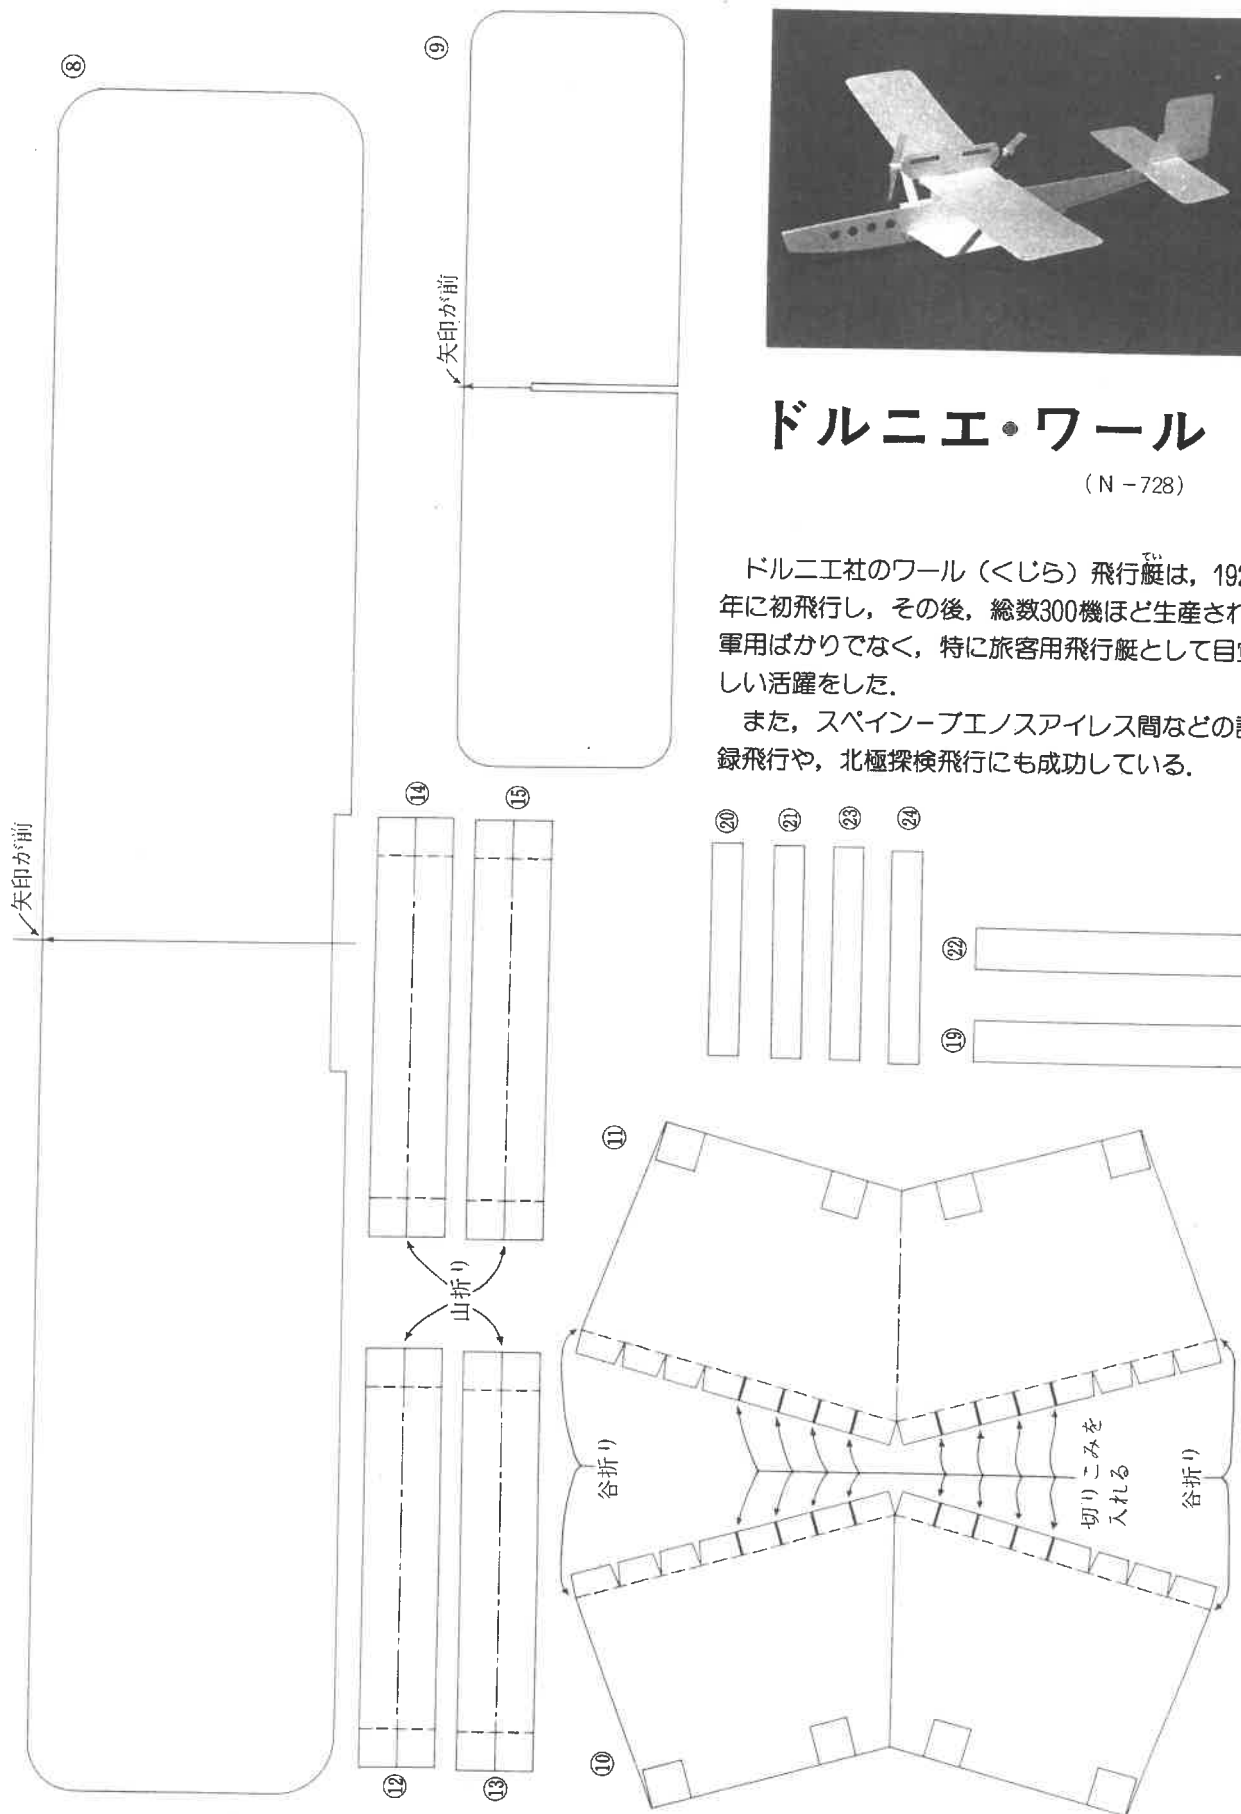 ドルニエ・ワール
(N-728)
ドルニエ社のワール(くじら)飛行艇は,192
てい
年に初飛行し,その後,総数300機ほど生産され
軍用ばかりでなく,特に旅客用飛行艇として目
しい活躍をした.
また,スペイン−ブエノスアイレス間などの
録飛行や,北極探検飛行にも成功している.
⑧
矢印が前
⑨
矢印が前
⑭
⑮
山折り
⑫
⑬
⑳
㉑
㉓
㉔
㉒
⑲
⑪
谷折り
切りこみを
入れる
谷折り
⑩